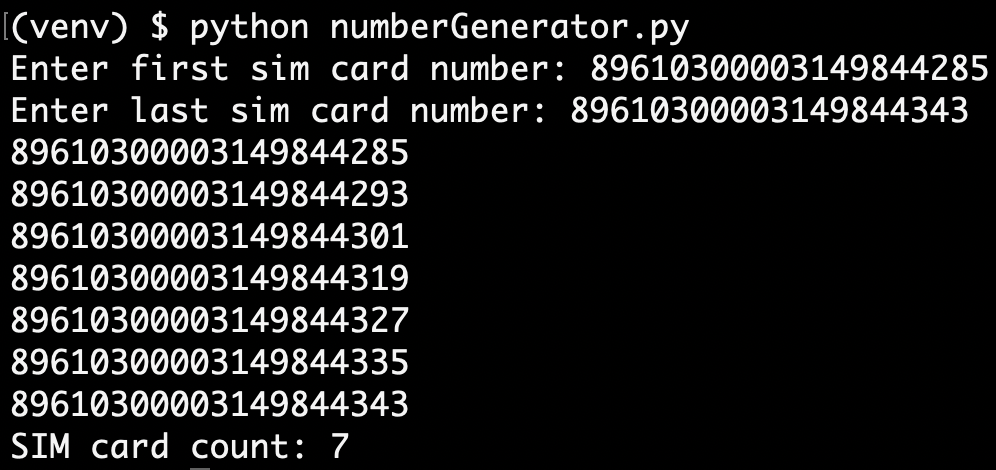 (venv) $ python numberGenerator.py
Enter first sim card number: 89610300003149844285
Enter last sim card number: 89610300003149844343
89610300003149844285
89610300003149844293
89610300003149844301
89610300003149844319
89610300003149844327
89610300003149844335
89610300003149844343
SIM card count: 7